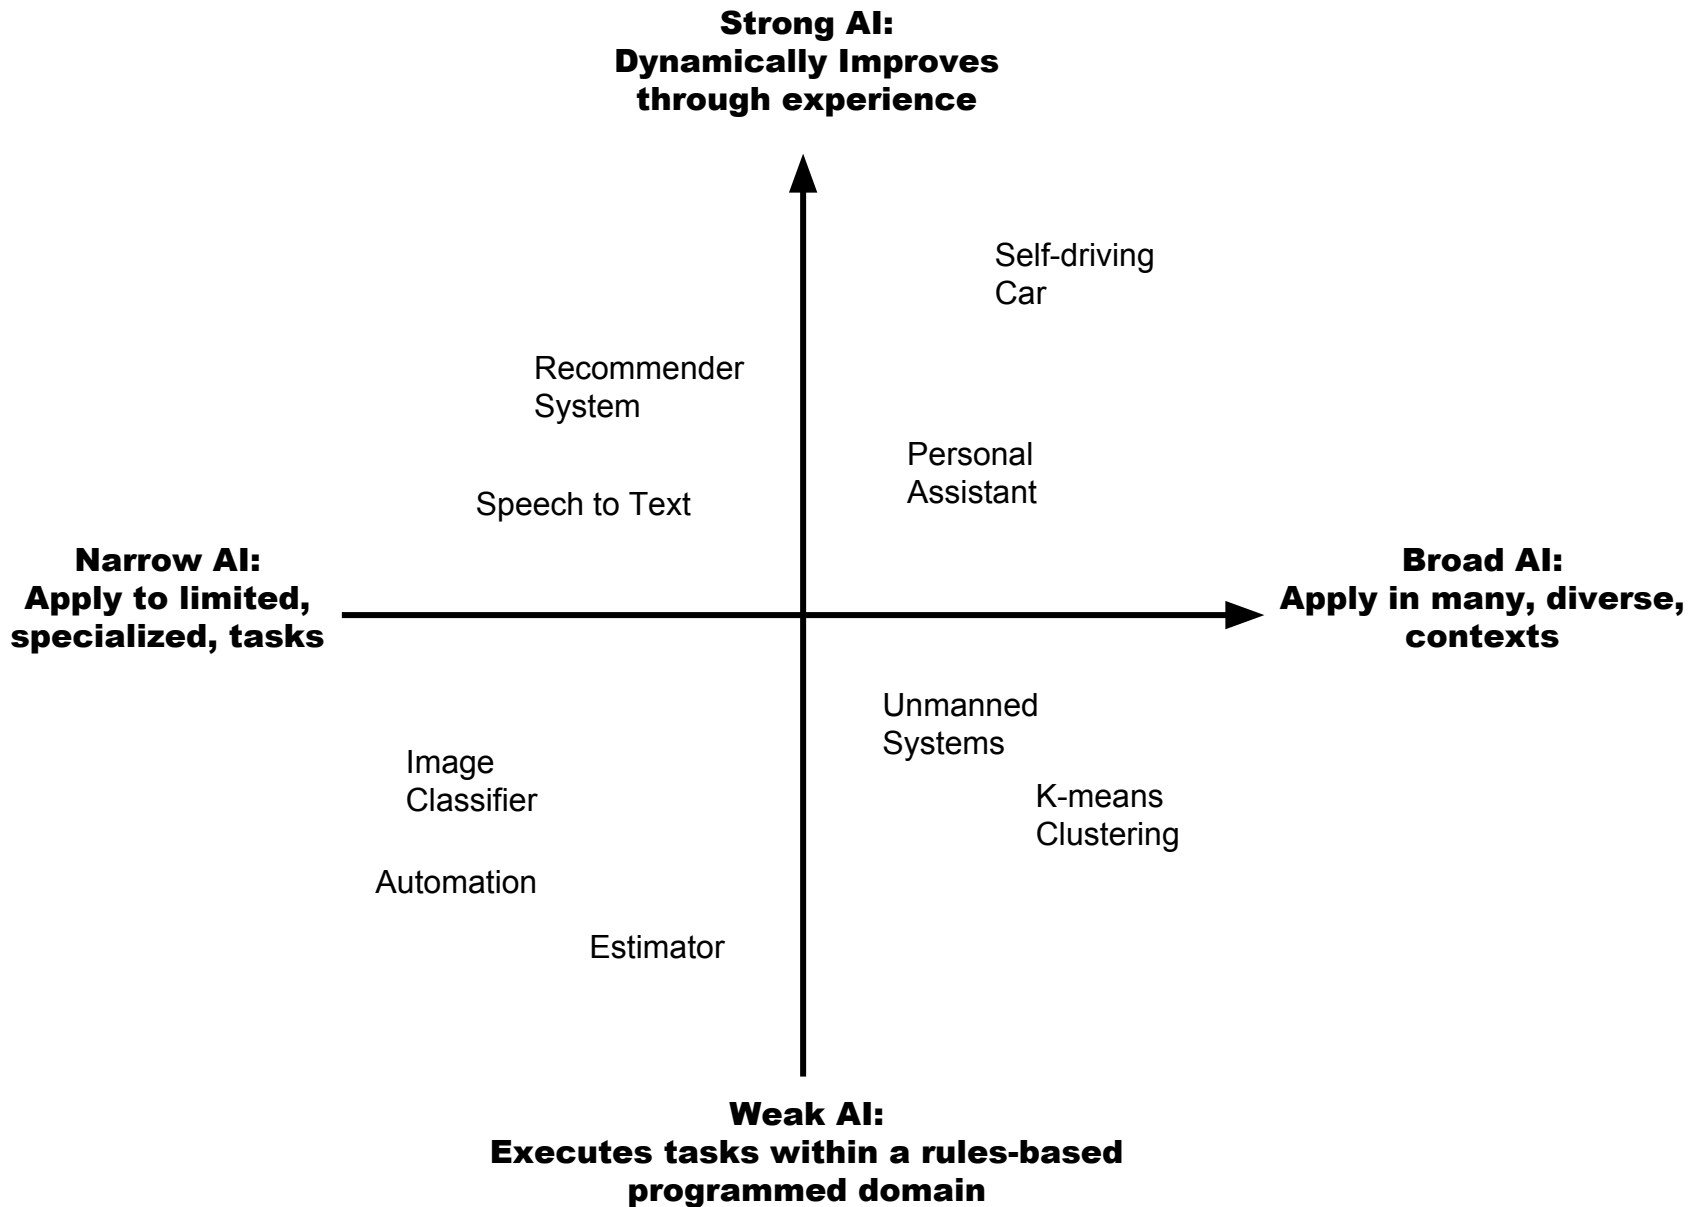 Strong AI:
Dynamically Improves
through experience
Self-driving
Car
Recommender
System
Personal
Assistant
Speech to Text
Narrow AI:
Apply to limited,
specialized, tasks
Broad AI:
Apply in many, diverse,
contexts
Unmanned
Systems
Image
Classifier
K-means
Clustering
Automation
Estimator
Weak AI:
Executes tasks within a rules-based
programmed domain